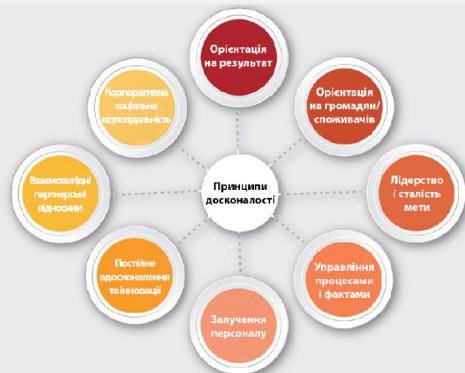 Орієнтація
на результат
Орієнтація
на громадян/
споживачів
Лідерство
і сталість
мети
Управління
процесами
і фактами
Залучення
персоналу
Постійне
вдосконалення
та інновації
Взаємовигідні
партнерські
відносини
Корпоративна
соціальна
відповідальність
Принципи
досконалості